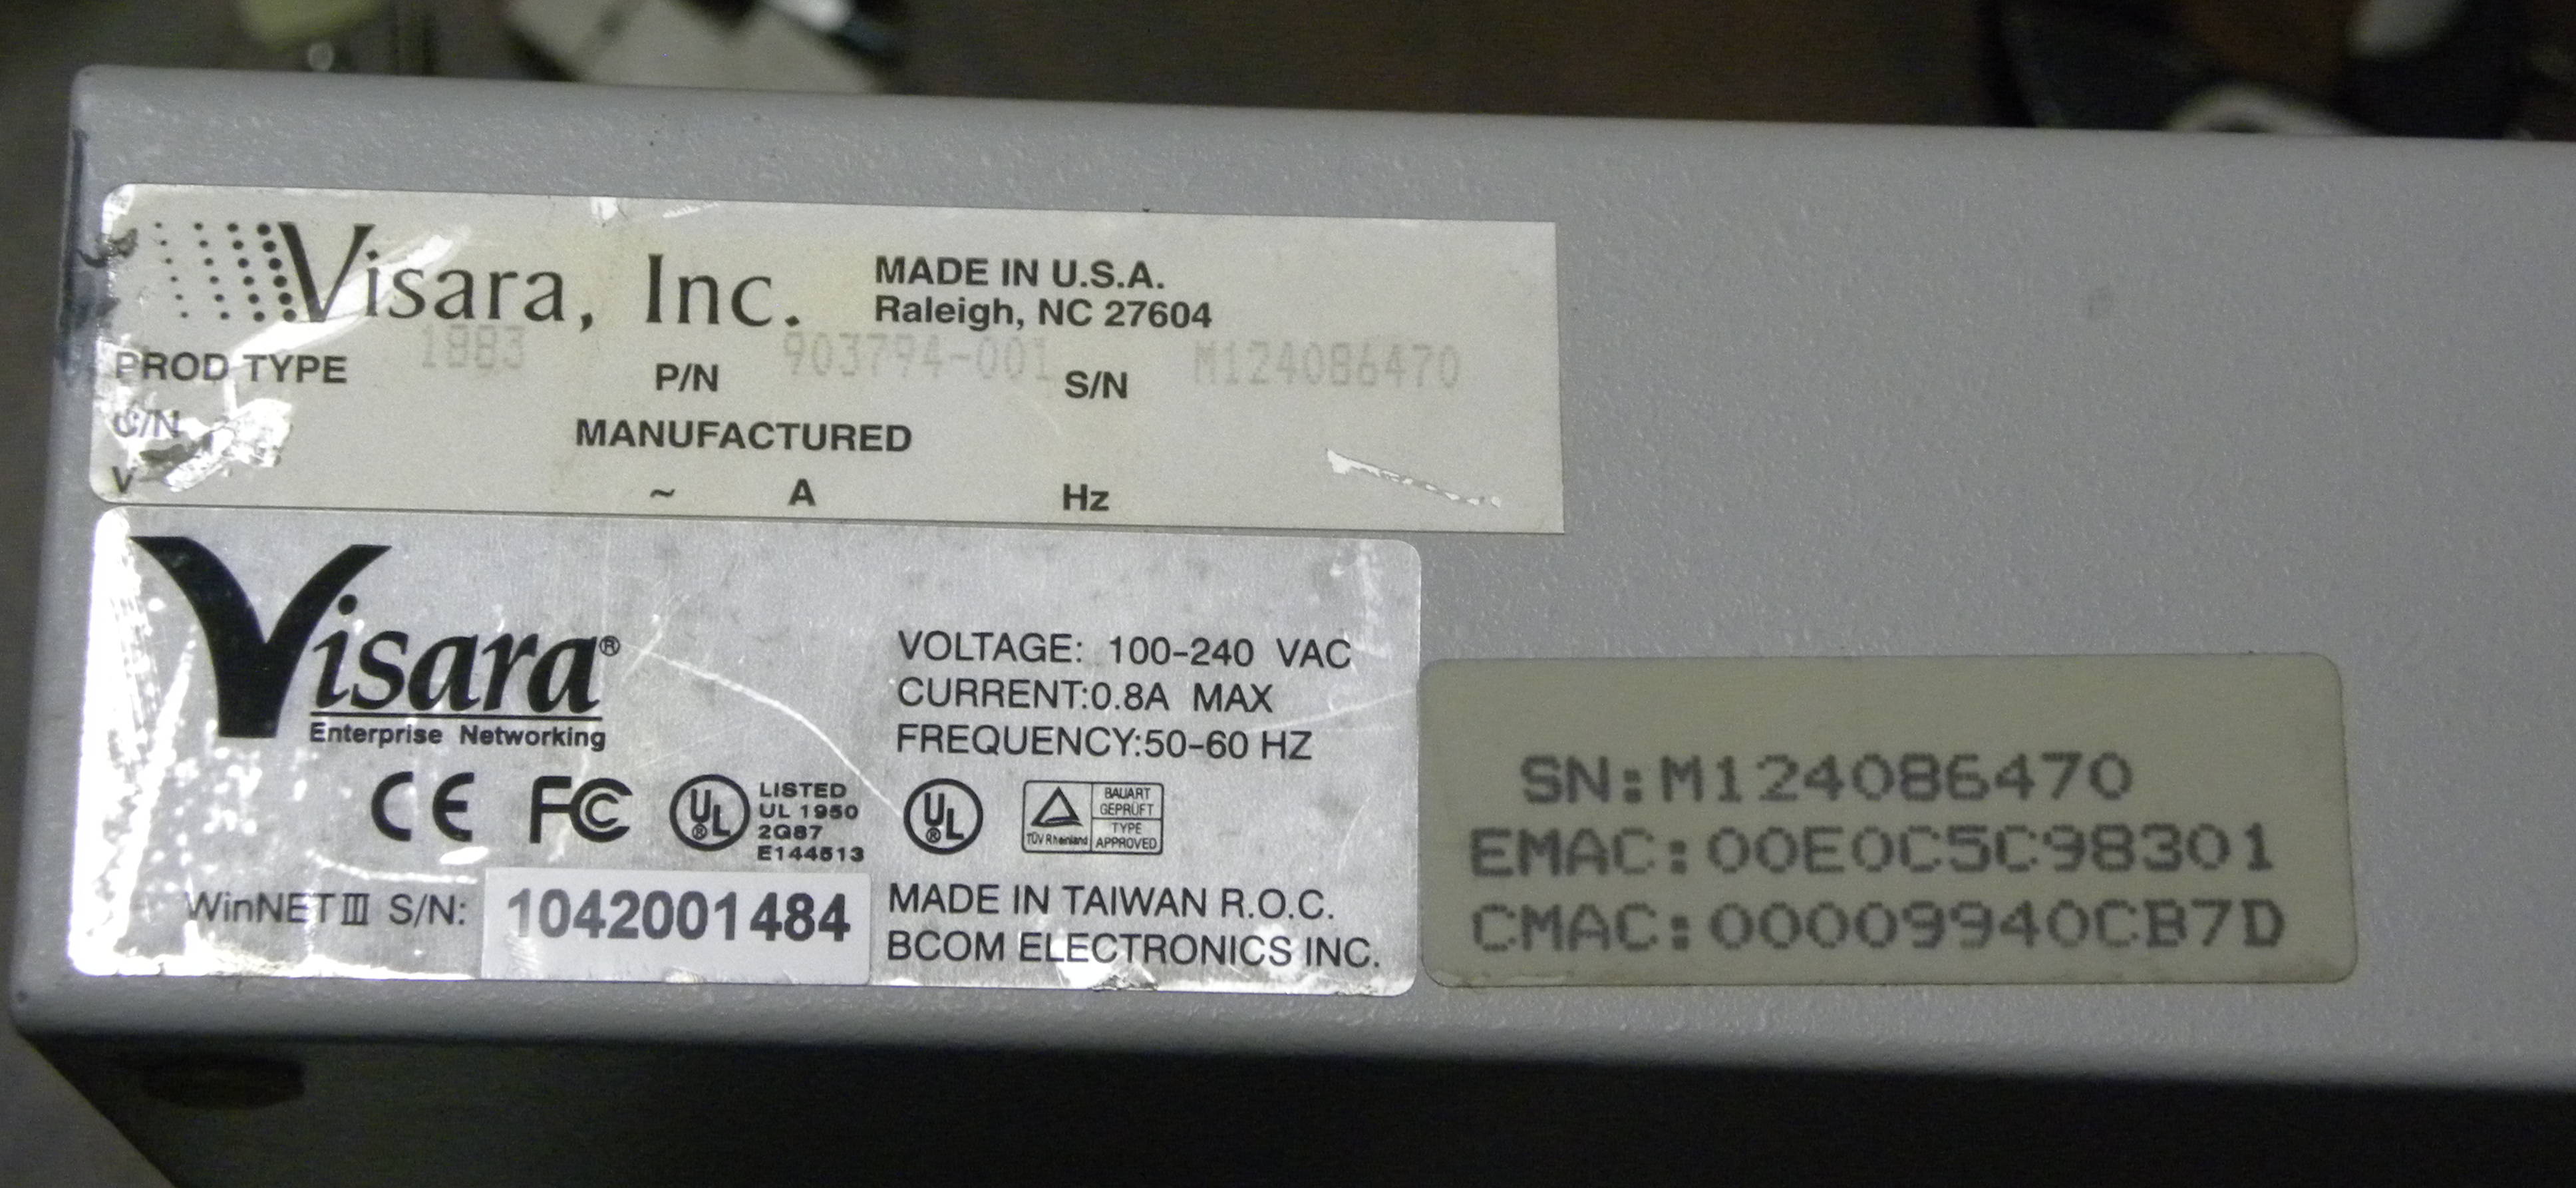 Visara, Inc. MADE IN U.S.A.
Raleigh, NC 27604
PROD TYPE 1883 P/N 903794-001 S/N M124086470
C/N MANUFACTURED
V ~ A Hz
Visara®
Enterprise Networking
VOLTAGE: 100-240 VAC
CURRENT:0.8A MAX
FREQUENCY:50-60 HZ
CE FC UL® LISTED
UL 1950
2G87
E144513
UL®
TÜV Rheinland
BAUART
GEPRÜFT
TYPE
APPROVED
WinNET III S/N: 1042001484
MADE IN TAIWAN R.O.C.
BCOM ELECTRONICS INC.
SN:M124086470
EMAC:00E0C5C98301
CMAC:00009940CB7D